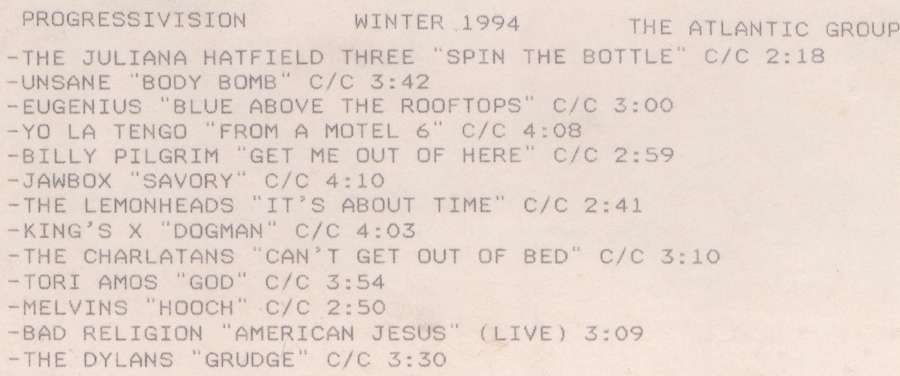 PROGRESSIVISION WINTER 1994 THE ATLANTIC GROUP
-THE JULIANA HATFIELD THREE "SPIN THE BOTTLE" C/C 2:18
-UNSANE "BODY BOMB" C/C 3:42
-EUGENIUS "BLUE ABOVE THE ROOFTOPS" C/C 3:00
-YO LA TENGO "FROM A MOTEL 6" C/C 4:08
-BILLY PILGRIM "GET ME OUT OF HERE" C/C 2:59
-JAWBOX "SAVORY" C/C 4:10
-THE LEMONHEADS "IT'S ABOUT TIME" C/C 2:41
-KING'S X "DOGMAN" C/C 4:03
-THE CHARLATANS "CAN'T GET OUT OF BED" C/C 3:10
-TORI AMOS "GOD" C/C 3:54
-MELVINS "HOOCH" C/C 2:50
-BAD RELIGION "AMERICAN JESUS" (LIVE) 3:09
-THE DYLANS "GRUDGE" C/C 3:30